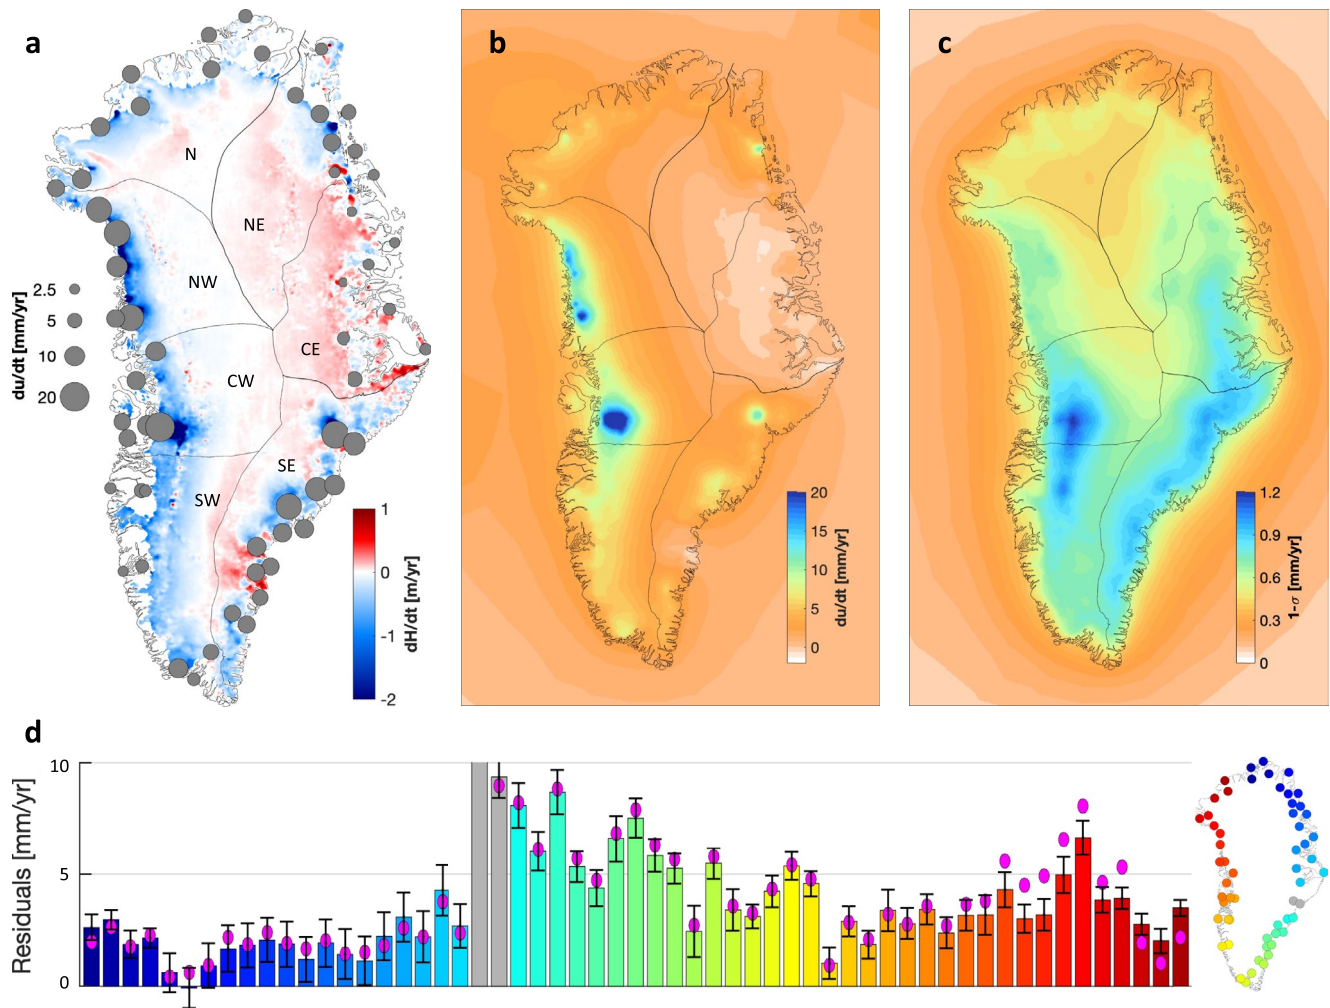 a
b
c
N
NE
NW
CE
CW
SE
SW
2.5
5
10
20
du/dt [mm/yr]
1
0
-1
-2
dH/dt [m/yr]
20
15
10
5
0
du/dt [mm/yr]
1.2
0.9
0.6
0.3
0
1-σ [mm/yr]
d
10
5
0
Residuals [mm/yr]